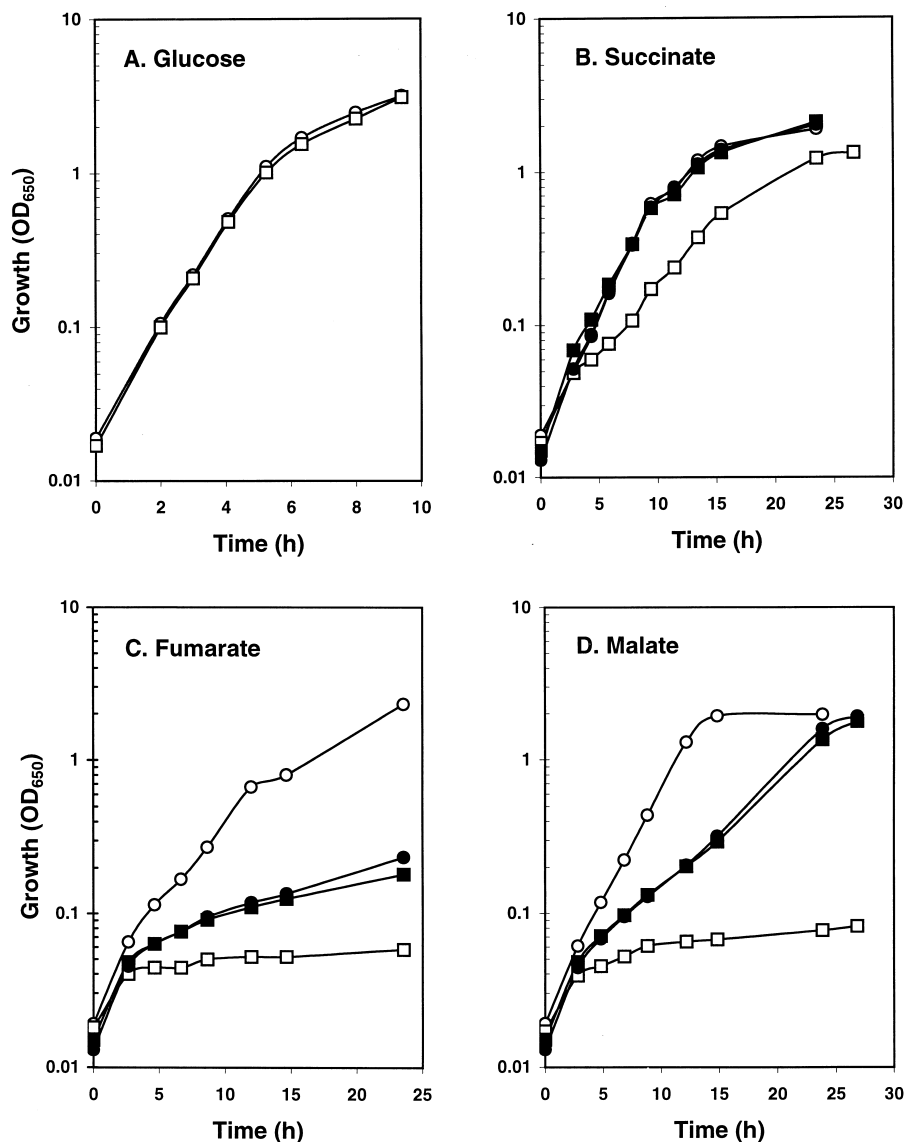 A. Glucose
10
1
0.1
0.01
0 2 4 6 8 10
Time (h)
Growth (OD650)
B. Succinate
10
1
0.1
0.01
0 5 10 15 20 25 30
Time (h)
C. Fumarate
10
1
0.1
0.01
0 5 10 15 20 25
Time (h)
Growth (OD650)
D. Malate
10
1
0.1
0.01
0 5 10 15 20 25 30
Time (h)